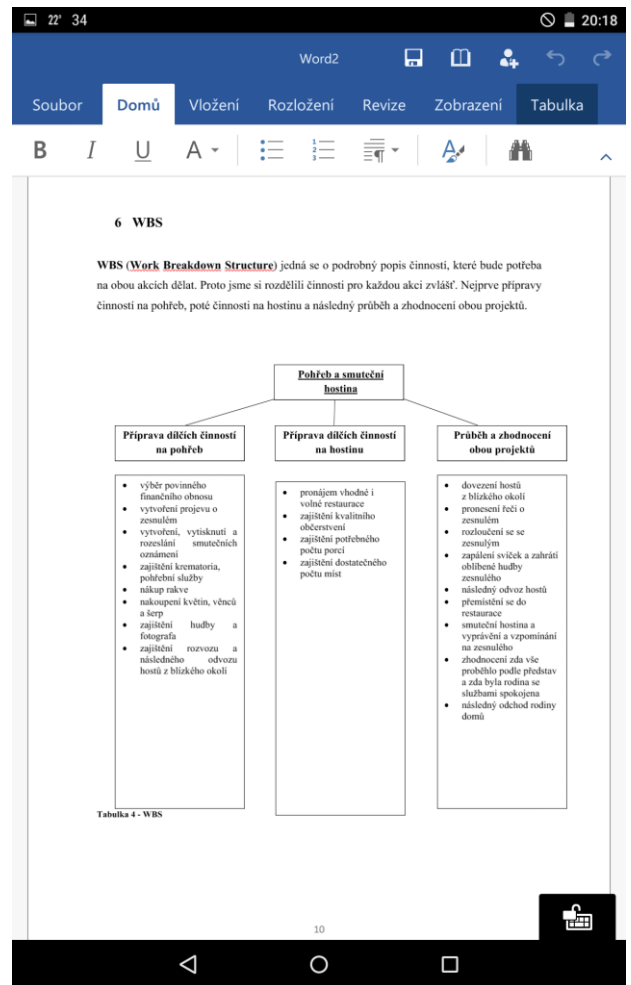 22° 34 20:18
Word2
Soubor Domů Vložení Rozložení Revize Zobrazení Tabulka
B I U A
6 WBS
WBS (Work Breakdown Structure) jedná se o podrobný popis činností, které bude potřeba
na obou akcích dělat. Proto jsme si rozdělili činnosti pro každou akci zvlášť. Nejprve přípravy
činností na pohřeb, poté činnosti na hostinu a následný průběh a zhodnocení obou projektů.
Pohřeb a smuteční
hostina
Příprava dílčích činností
na pohřeb
• výběr povinného
finančního obnosu
• vytvoření projevu o
zesnulém
• vytvoření, vytisknutí a
rozeslání smutečních
oznámení
• zajištění krematoria,
pohřební služby
• nákup rakve
• nakoupení květin, věnců
a šerp
• zajištění hudby a
fotografa
• zajištění rozvozu a
následného odvozu
hostů z blízkého okolí
Příprava dílčích činností
na hostinu
• pronájem vhodné i
volné restaurace
• zajištění kvalitního
občerstvení
• zajištění potřebného
počtu porcí
• zajištění dostatečného
počtu míst
Průběh a zhodnocení
obou projektů
• dovezení hostů
z blízkého okolí
• pronesení řeči o
zesnulém
• rozloučení se se
zesnulým
• zapálení svíček a zahrátí
oblíbené hudby
zesnulého
• následný odvoz hostů
• přemístění se do
restaurace
• smuteční hostina a
vyprávění a vzpomínání
na zesnulého
• zhodnocení zda vše
proběhlo podle představ
a zda byla rodina se
službami spokojena
• následný odchod rodiny
domů
Tabulka 4 - WBS
10